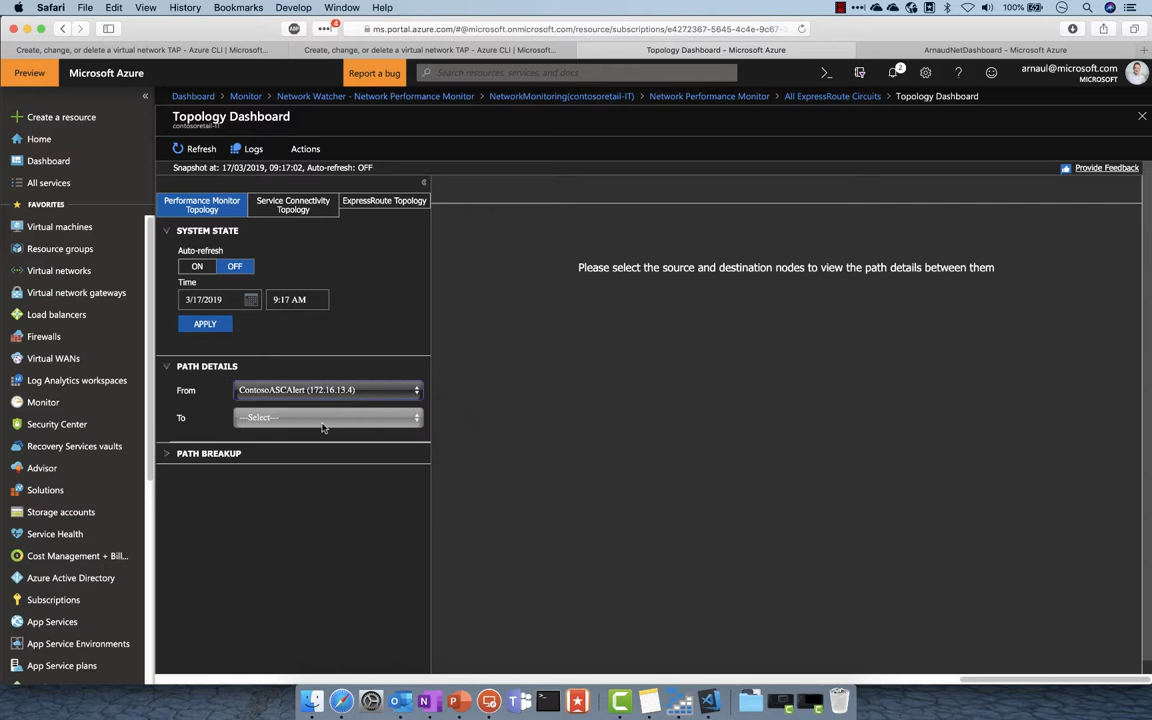 Safari File Edit View History Bookmarks Develop Window Help
100%
4
ms.portal.azure.com/#@microsoft.onmicrosoft.com/resource/subscriptions/e4272367-5645-4c4e-9c67-
Create, change, or delete a virtual network TAP - Azure CLI | Microsoft...
Create, change, or delete a virtual network TAP - Azure CLI | Microsoft...
Topology Dashboard - Microsoft Azure
ArnaudNetDashboard - Microsoft Azure
Preview
Microsoft Azure
Report a bug
Search resources, services, and docs
2
arnaul@microsoft.com
MICROSOFT
Create a resource
Home
Dashboard
All services
FAVORITES
Virtual machines
Resource groups
Virtual networks
Virtual network gateways
Load balancers
Firewalls
Virtual WANs
Log Analytics workspaces
Monitor
Security Center
Recovery Services vaults
Advisor
Solutions
Storage accounts
Service Health
Cost Management + Bill...
Azure Active Directory
Subscriptions
App Services
App Service Environments
App Service plans
Dashboard > Monitor > Network Watcher - Network Performance Monitor > NetworkMonitoring(contosoretail-IT) > Network Performance Monitor > All ExpressRoute Circuits > Topology Dashboard
Topology Dashboard
contosoretail-IT
Refresh Logs Actions
Snapshot at: 17/03/2019, 09:17:02, Auto-refresh: OFF
Provide Feedback
Performance Monitor Topology
Service Connectivity Topology
ExpressRoute Topology
SYSTEM STATE
Auto-refresh
ON OFF
Time
3/17/2019 9:17 AM
APPLY
PATH DETAILS
From ContosoASCAlert (172.16.13.4)
To ---Select---
PATH BREAKUP
Please select the source and destination nodes to view the path details between them